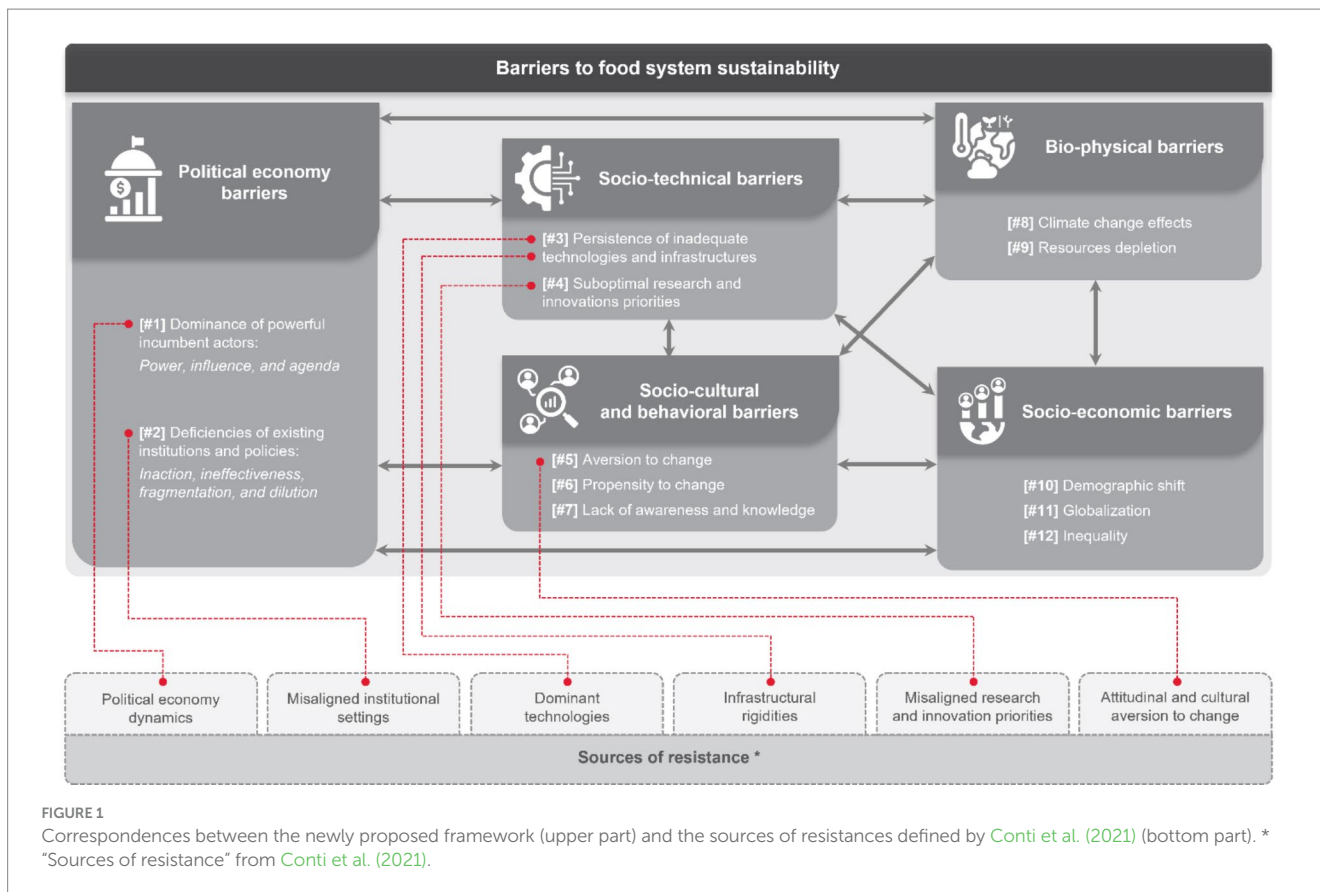 Barriers to food system sustainability
Political economy
barriers
[#1] Dominance of powerful
incumbent actors:
Power, influence, and agenda
[#2] Deficiencies of existing
institutions and policies:
Inaction, ineffectiveness,
fragmentation, and dilution
Socio-technical barriers
[#3] Persistence of inadequate
technologies and infrastructures
[#4] Suboptimal research and
innovations priorities
Socio-cultural
and behavioral barriers
[#5] Aversion to change
[#6] Propensity to change
[#7] Lack of awareness and knowledge
Bio-physical barriers
[#8] Climate change effects
[#9] Resources depletion
Socio-economic barriers
[#10] Demographic shift
[#11] Globalization
[#12] Inequality
Political economy
dynamics
Misaligned institutional
settings
Dominant
technologies
Infrastructural
rigidities
Misaligned research
and innovation priorities
Attitudinal and cultural
aversion to change
Sources of resistance *
FIGURE 1
Correspondences between the newly proposed framework (upper part) and the sources of resistances defined by Conti et al. (2021) (bottom part). *
"Sources of resistance" from Conti et al. (2021).